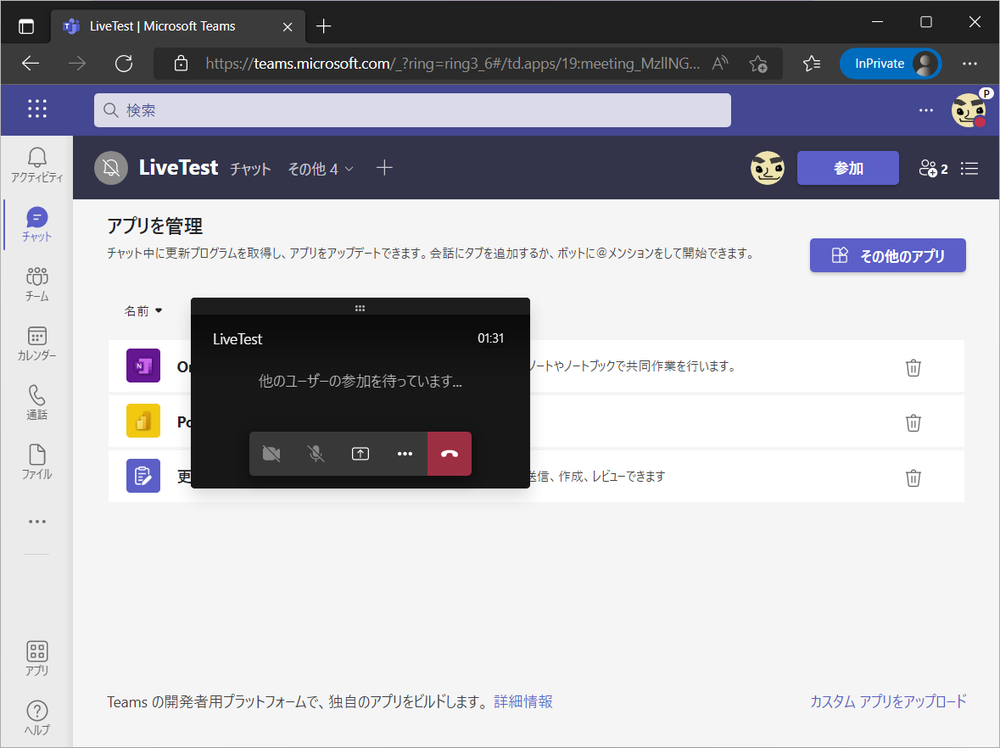 LiveTest | Microsoft Teams
https://teams.microsoft.com/_?ring=ring3_6#/td.apps/19:meeting_MzllNG...
InPrivate
検索
P
アクティビティ
チャット
チーム
カレンダー
通話
ファイル
アプリ
ヘルプ
LiveTest チャット その他 4
参加
2
アプリを管理
チャット中に更新プログラムを取得し、アプリをアップデートできます。会話にタブを追加するか、ボットに@メンションをして開始できます。
その他のアプリ
名前
ノートやノートブックで共同作業を行います。
更
送信、作成、レビューできます
LiveTest 01:31
他のユーザーの参加を待っています...
Teams の開発者用プラットフォームで、独自のアプリをビルドします。 詳細情報
カスタム アプリをアップロード